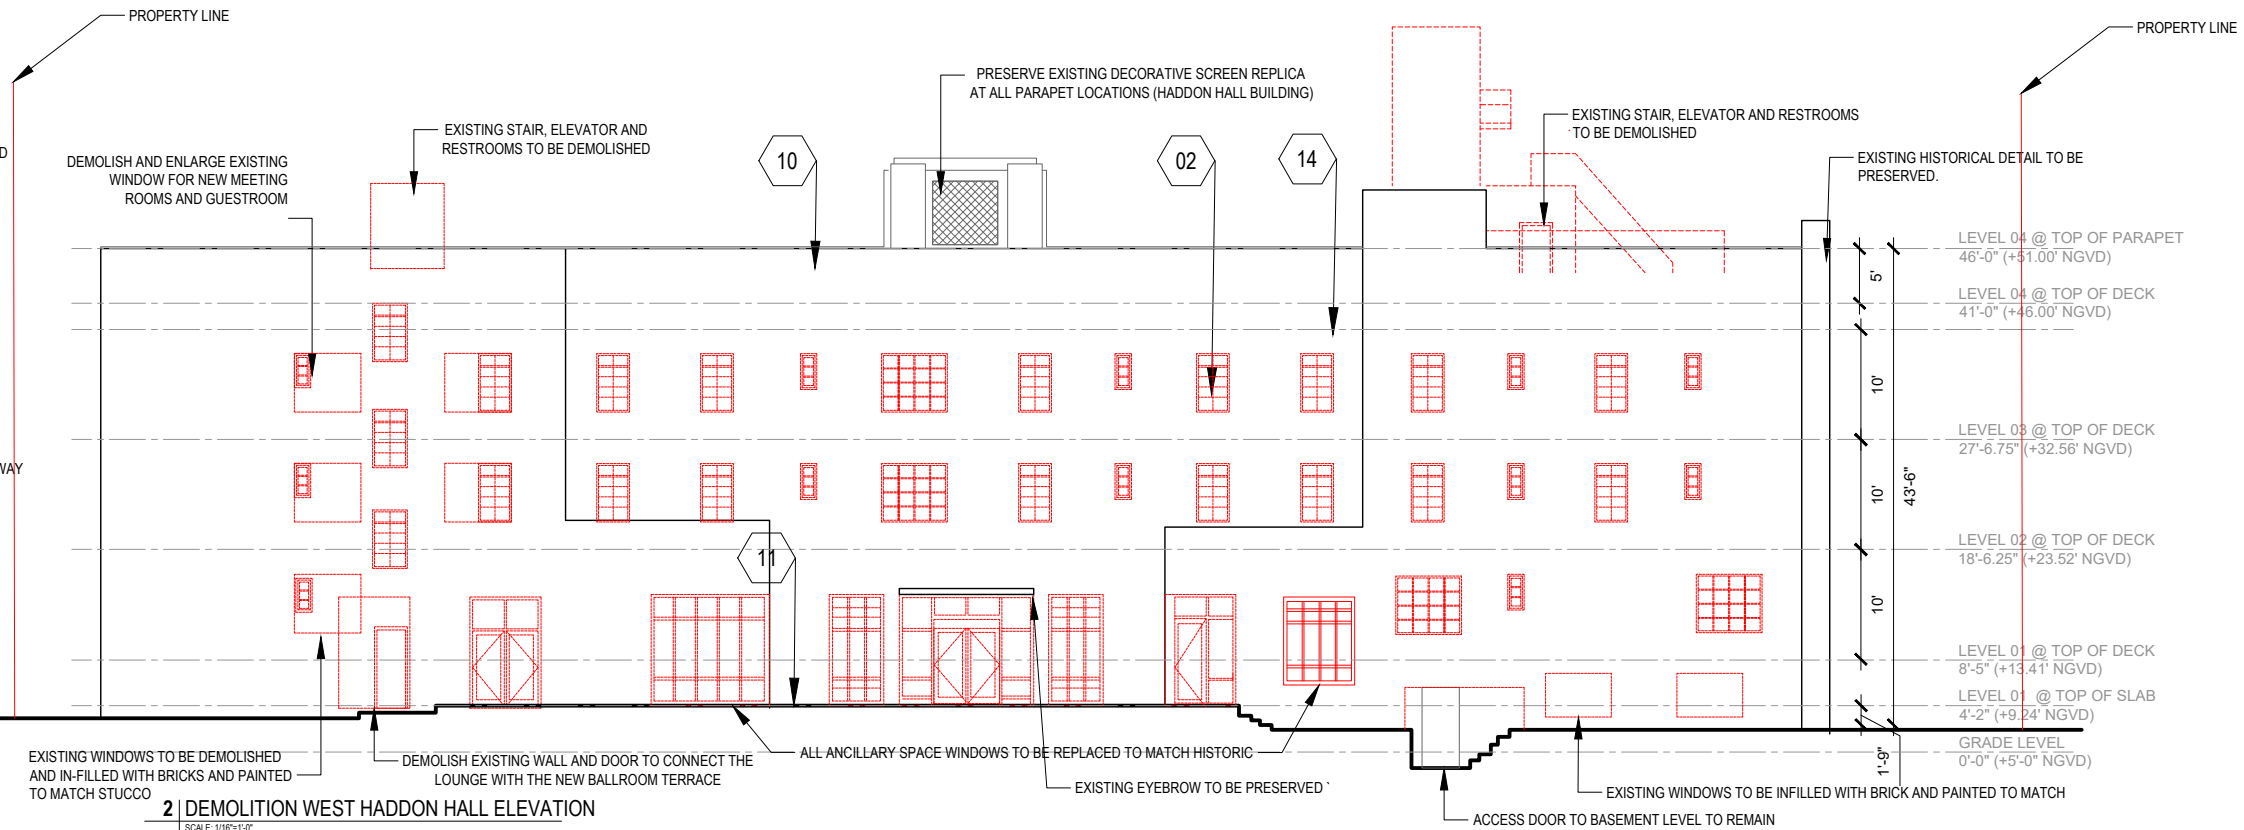 PROPERTY LINE
PROPERTY LINE
PRESERVE EXISTING DECORATIVE SCREEN REPLICA
AT ALL PARAPET LOCATIONS (HADDON HALL BUILDING)
EXISTING STAIR, ELEVATOR AND
RESTROOMS TO BE DEMOLISHED
EXISTING STAIR, ELEVATOR AND RESTROOMS
TO BE DEMOLISHED
D
DEMOLISH AND ENLARGE EXISTING
WINDOW FOR NEW MEETING
ROOMS AND GUESTROOM
10
02
14
EXISTING HISTORICAL DETAIL TO BE
PRESERVED.
LEVEL 04 @ TOP OF PARAPET
46'-0" (+51.00' NGVD)
5'
LEVEL 04 @ TOP OF DECK
41'-0" (+46.00' NGVD)
10'
LEVEL 03 @ TOP OF DECK
27'-6.75" (+32.56' NGVD)
WAY
10'
43'-6"
LEVEL 02 @ TOP OF DECK
18'-6.25" (+23.52' NGVD)
11
10'
LEVEL 01 @ TOP OF DECK
8'-5" (+13.41' NGVD)
LEVEL 01 @ TOP OF SLAB
4'-2" (+9.24' NGVD)
GRADE LEVEL
0'-0" (+5'-0" NGVD)
1'-9"
EXISTING WINDOWS TO BE DEMOLISHED
AND IN-FILLED WITH BRICKS AND PAINTED
TO MATCH STUCCO
DEMOLISH EXISTING WALL AND DOOR TO CONNECT THE
LOUNGE WITH THE NEW BALLROOM TERRACE
ALL ANCILLARY SPACE WINDOWS TO BE REPLACED TO MATCH HISTORIC
EXISTING EYEBROW TO BE PRESERVED `
EXISTING WINDOWS TO BE INFILLED WITH BRICK AND PAINTED TO MATCH
ACCESS DOOR TO BASEMENT LEVEL TO REMAIN
2 DEMOLITION WEST HADDON HALL ELEVATION
SCALE: 1/16"=1'-0"